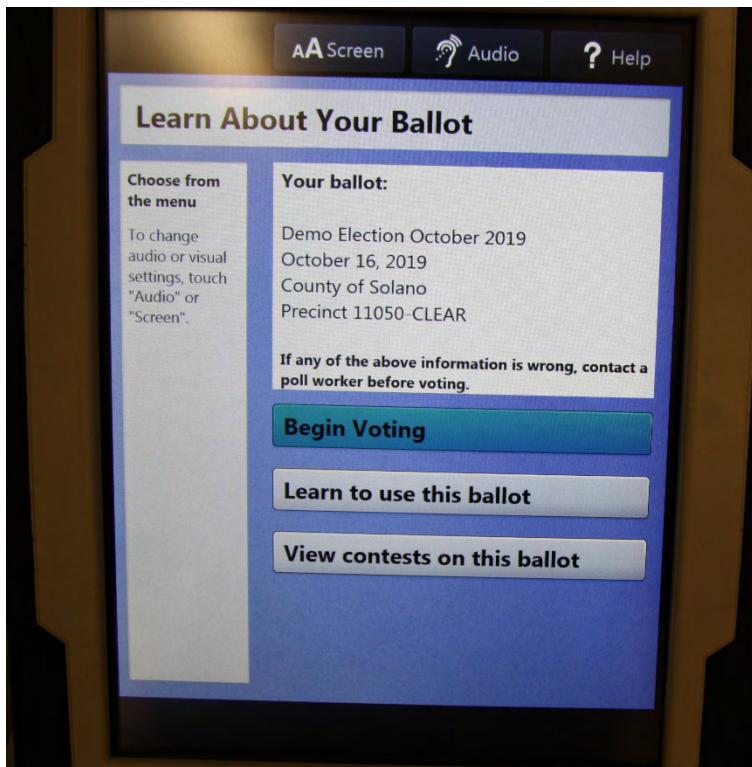 AA Screen
Audio
? Help
Learn About Your Ballot
Choose from
the menu
To change
audio or visual
settings, touch
"Audio" or
"Screen".
Your ballot:
Demo Election October 2019
October 16, 2019
County of Solano
Precinct 11050-CLEAR
If any of the above information is wrong, contact a
poll worker before voting.
Begin Voting
Learn to use this ballot
View contests on this ballot